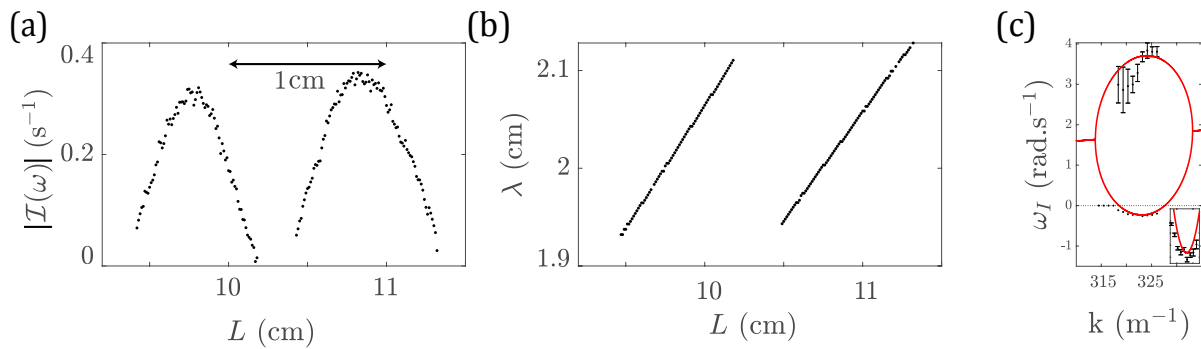 (a)
0.4
0.2
0
|I(ω)| (s⁻¹)
1cm
10
11
L (cm)
(b)
2.1
2
1.9
λ (cm)
10
11
L (cm)
(c)
4
3
2
1
0
-1
ω_I (rad.s⁻¹)
315
325
k (m⁻¹)